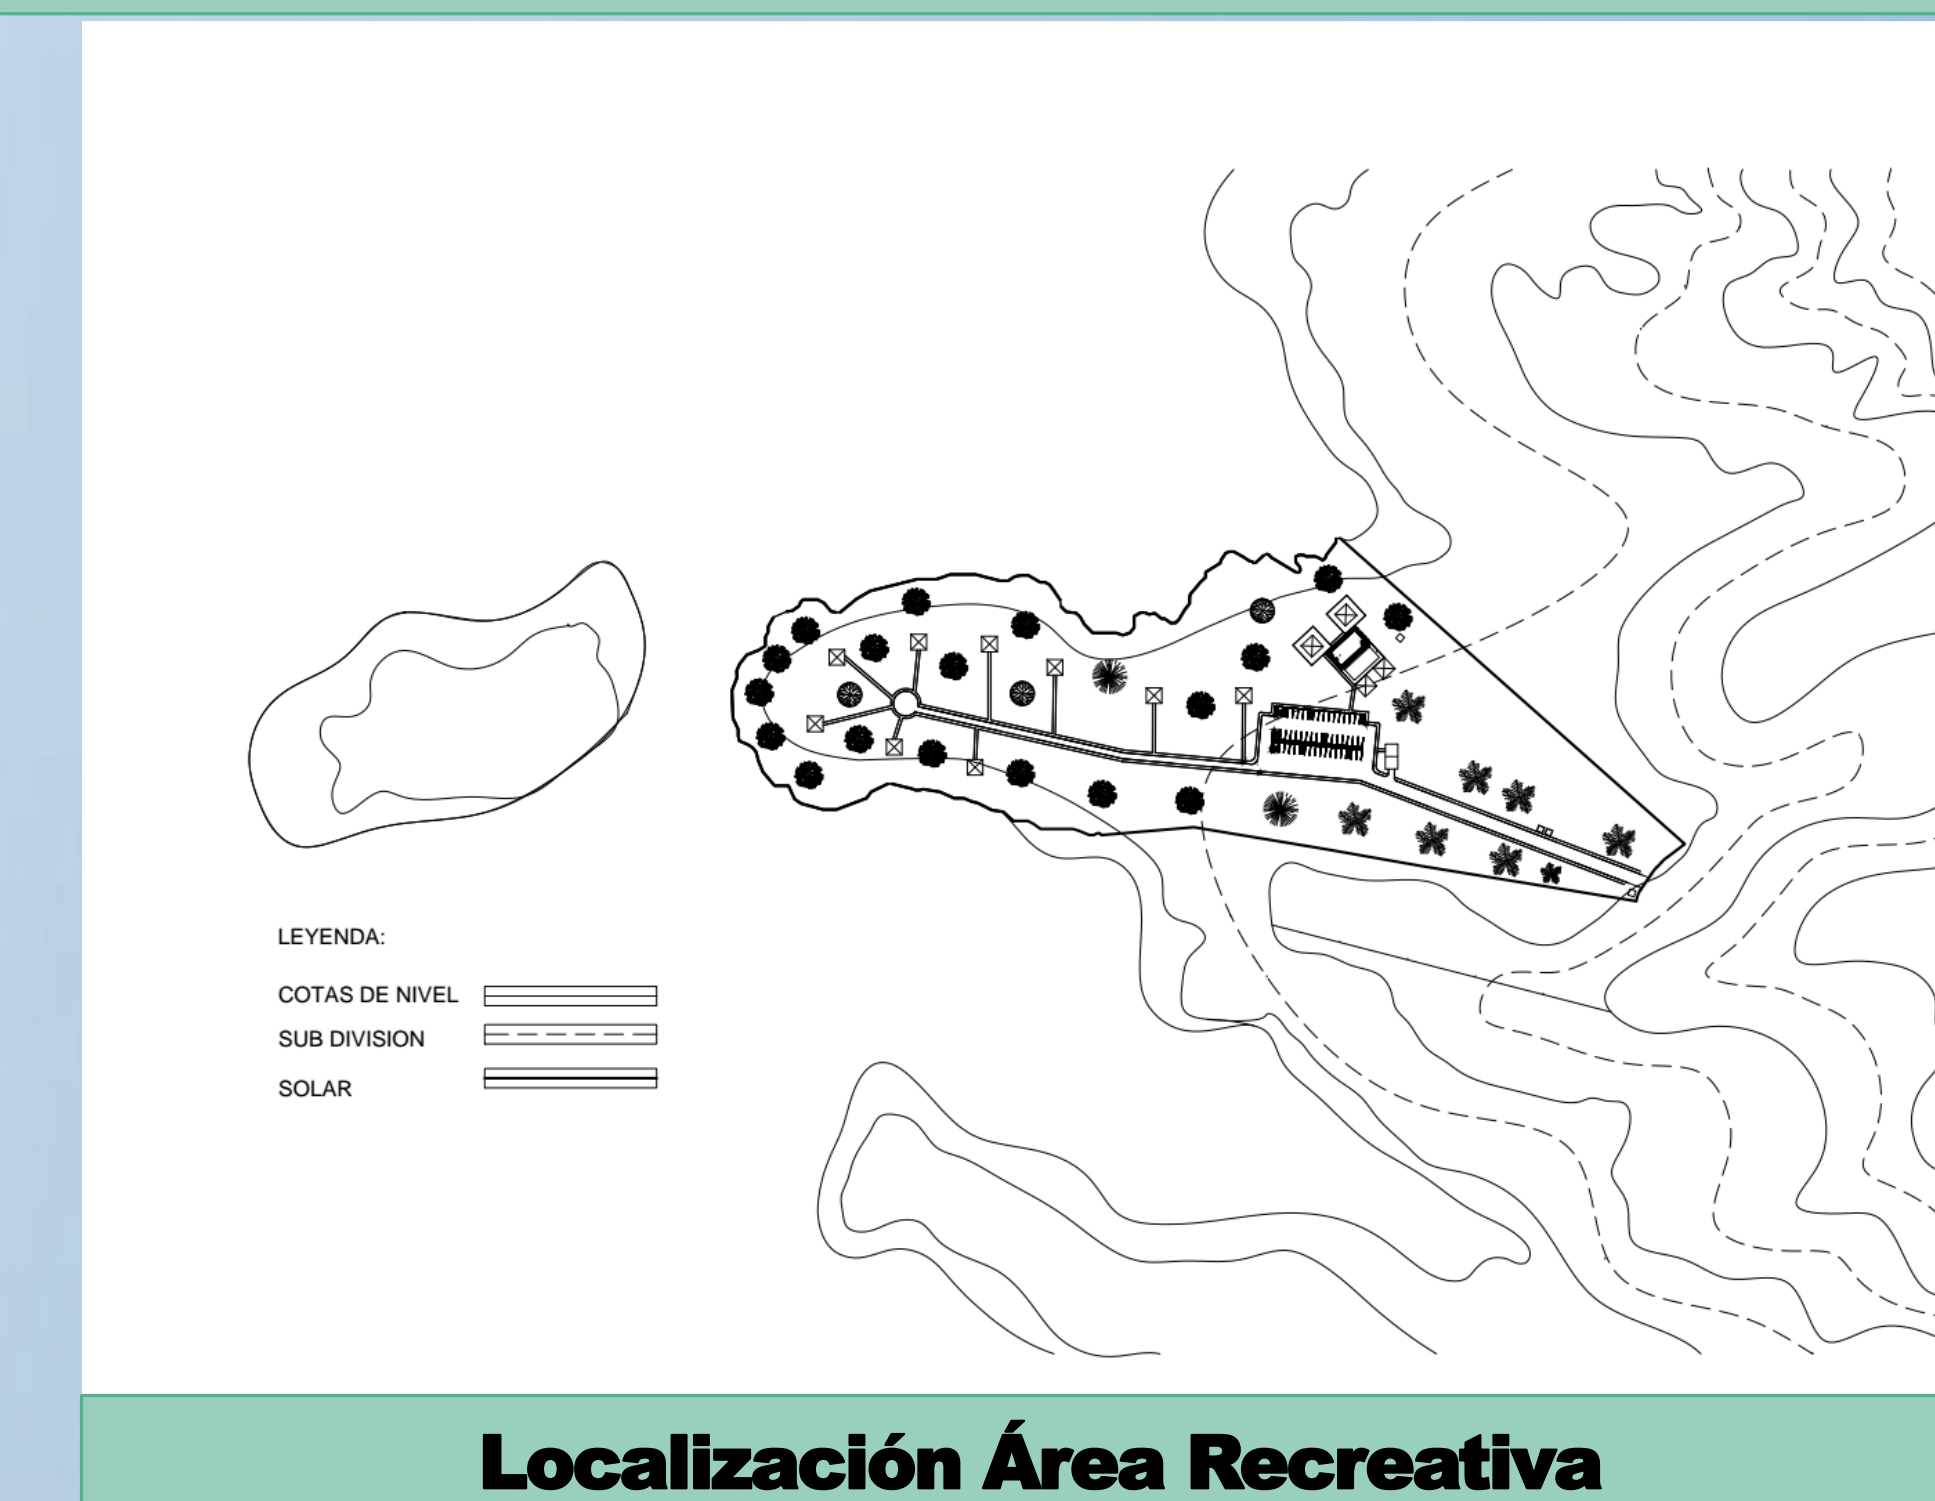 LEYENDA:
COTAS DE NIVEL
SUB DIVISION
SOLAR
Localización Área Recreativa